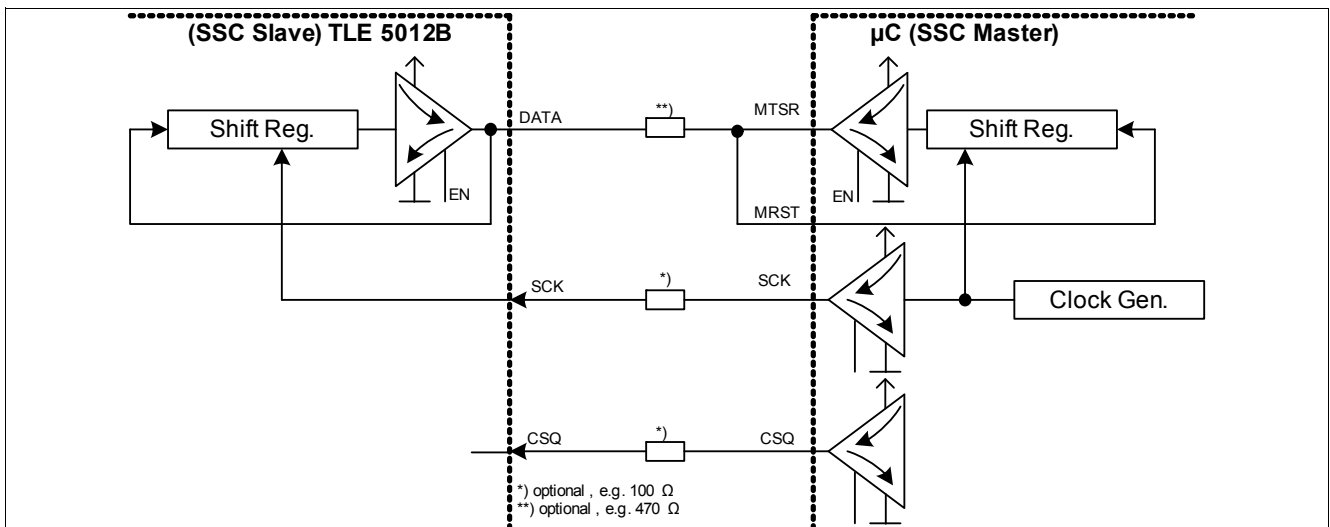 (SSC Slave) TLE 5012B
µC (SSC Master)
Shift Reg.
EN
DATA
**)
MTSR
MRST
EN
Shift Reg.
SCK
*)
SCK
Clock Gen.
CSQ
*)
CSQ
*) optional , e.g. 100 Ω
**) optional , e.g. 470 Ω